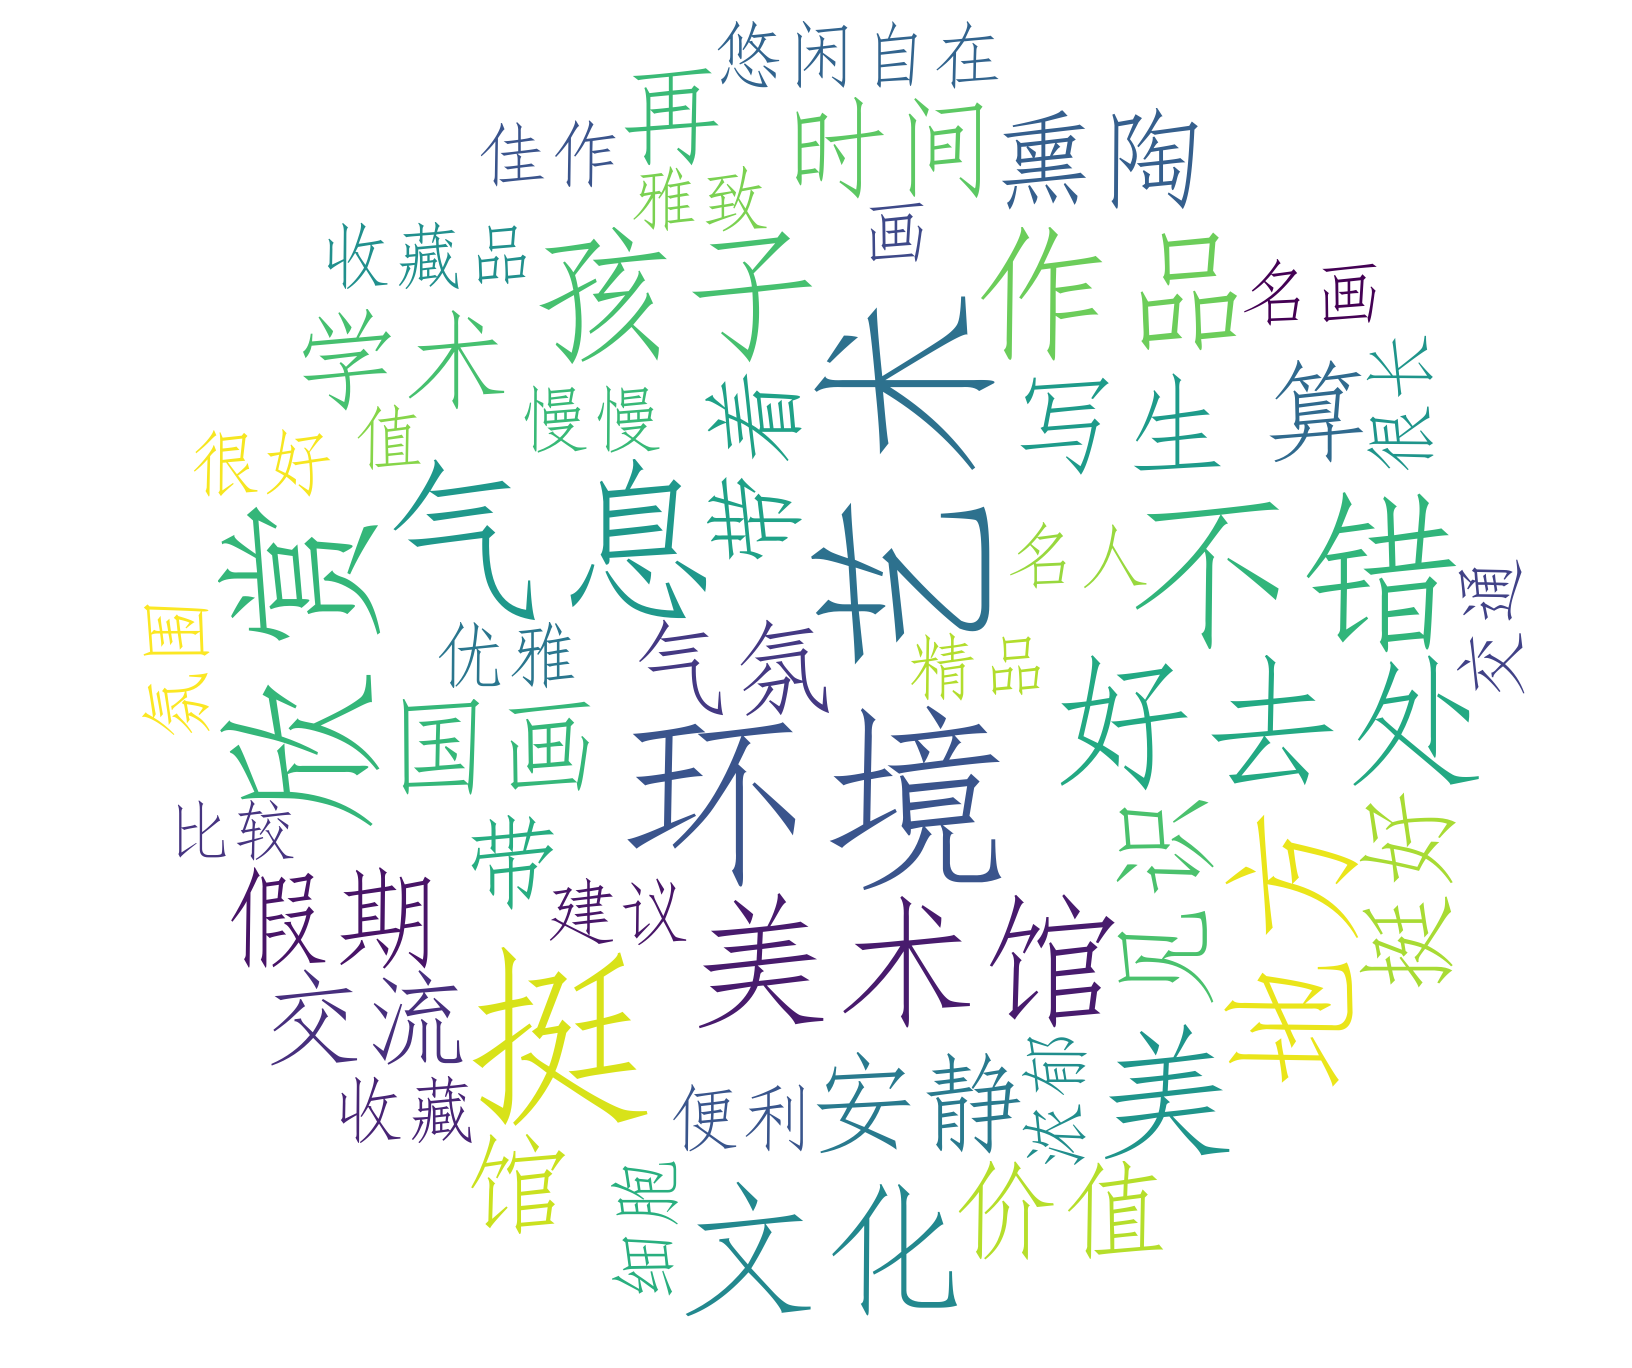 悠闲自在
再
时间
熏陶
佳作
雅致
画
收藏品
孩子
作品
名画
学术
艺术
慢慢
带着
写生
算
很长
值
很好
气息
不错
欣赏
名人
交通
氛围
优雅
气氛
精品
好去处
国画
环境
比较
带
见识
地方
挺好
假期
建议
美术馆
交流
挺
收藏
便利
安静
浓郁
美
馆
细胞
文化
价值